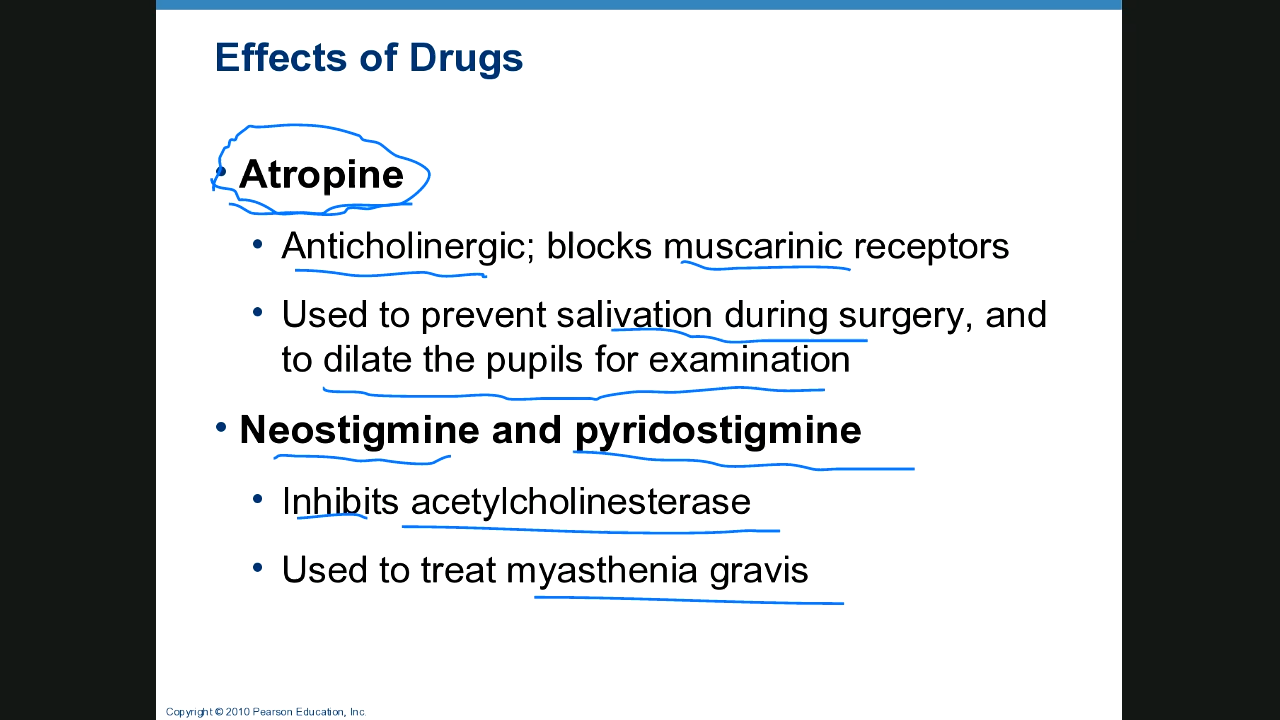 Effects of Drugs
• Atropine
• Anticholinergic; blocks muscarinic receptors
• Used to prevent salivation during surgery, and
to dilate the pupils for examination
• Neostigmine and pyridostigmine
• Inhibits acetylcholinesterase
• Used to treat myasthenia gravis
Copyright © 2010 Pearson Education, Inc.